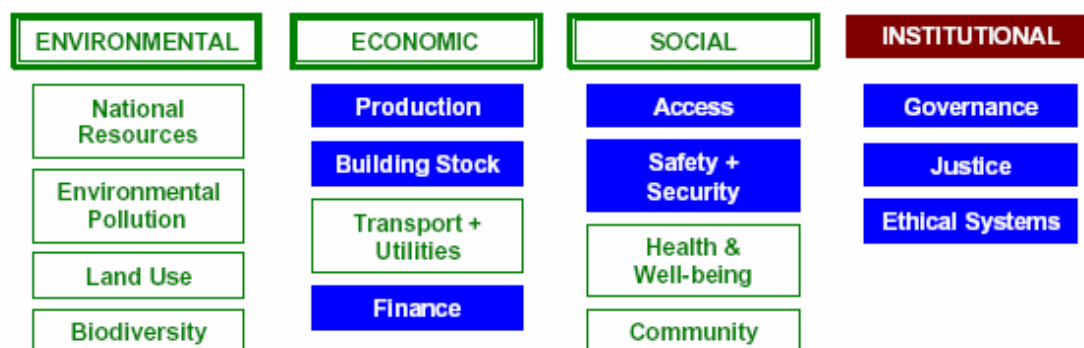 ENVIRONMENTAL
National
Resources
Environmental
Pollution
Land Use
Biodiversity
ECONOMIC
Production
Building Stock
Transport +
Utilities
Finance
SOCIAL
Access
Safety +
Security
Health &
Well-being
Community
INSTITUTIONAL
Governance
Justice
Ethical Systems